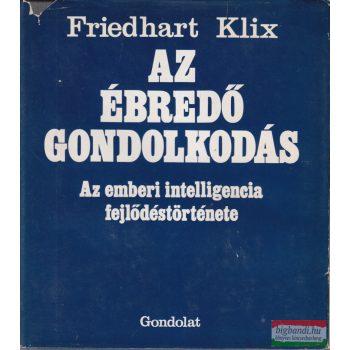 Friedhart Klix
AZ
ÉBREDŐ
GONDOLKODÁS
Az emberi intelligencia
fejlődéstörténete
Gondolat
bigbandi.hu